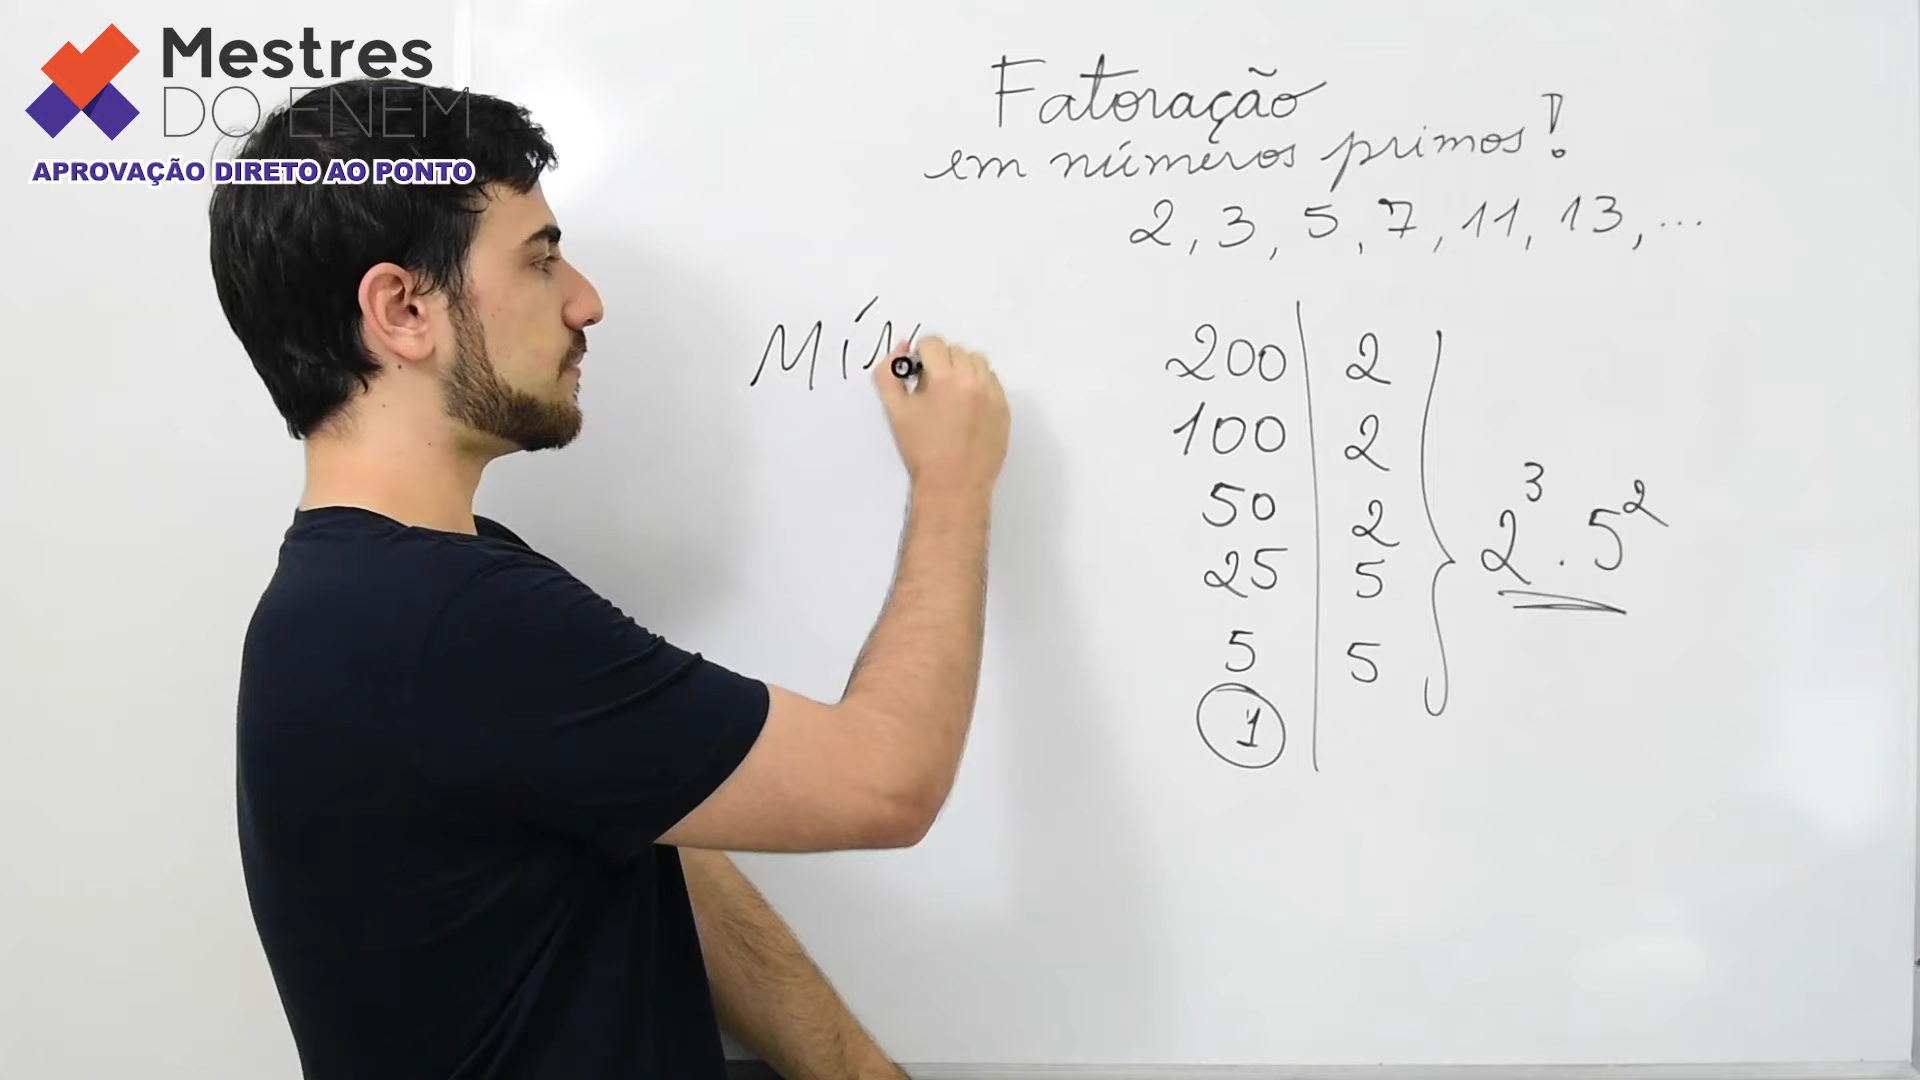 Mestres
DO ENEM
APROVAÇÃO DIRETO AO PONTO
Fatoração
em números primos!
2, 3, 5, 7, 11, 13, ...
MÍN
200 2
100 2
50 2
25 5
5 5
1
2³ . 5²